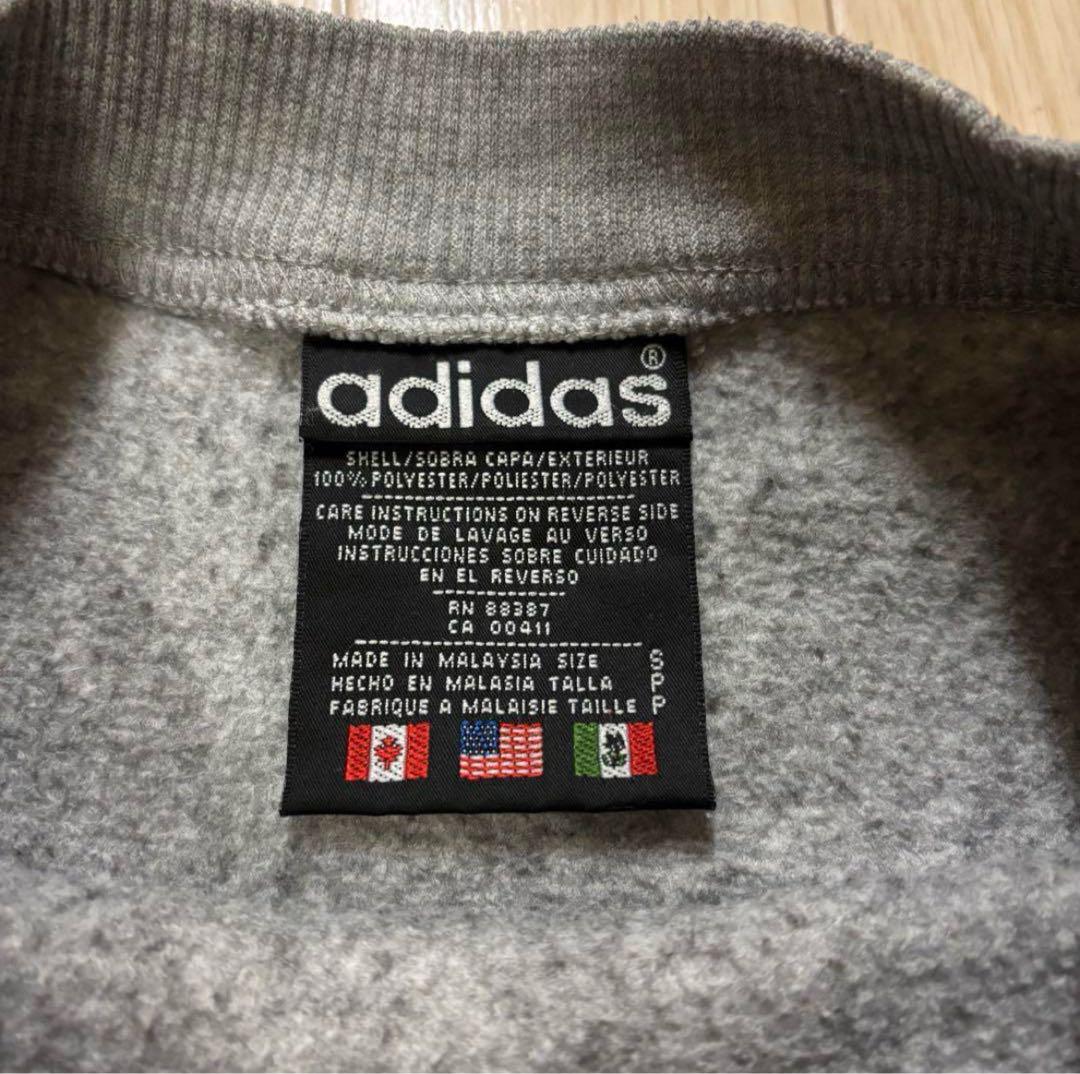 adidas®
SHELL/SOBRA CAPA/EXTERIEUR
100% POLYESTER/POLIESTER/POLYESTER
CARE INSTRUCTIONS ON REVERSE SIDE
MODE DE LAVAGE AU VERSO
INSTRUCCIONES SOBRE CUIDADO
EN EL REVERSO
RN 88387
CA 00411
MADE IN MALAYSIA SIZE S
HECHO EN MALASIA TALLA P
FABRIQUE A MALAISIE TAILLE P